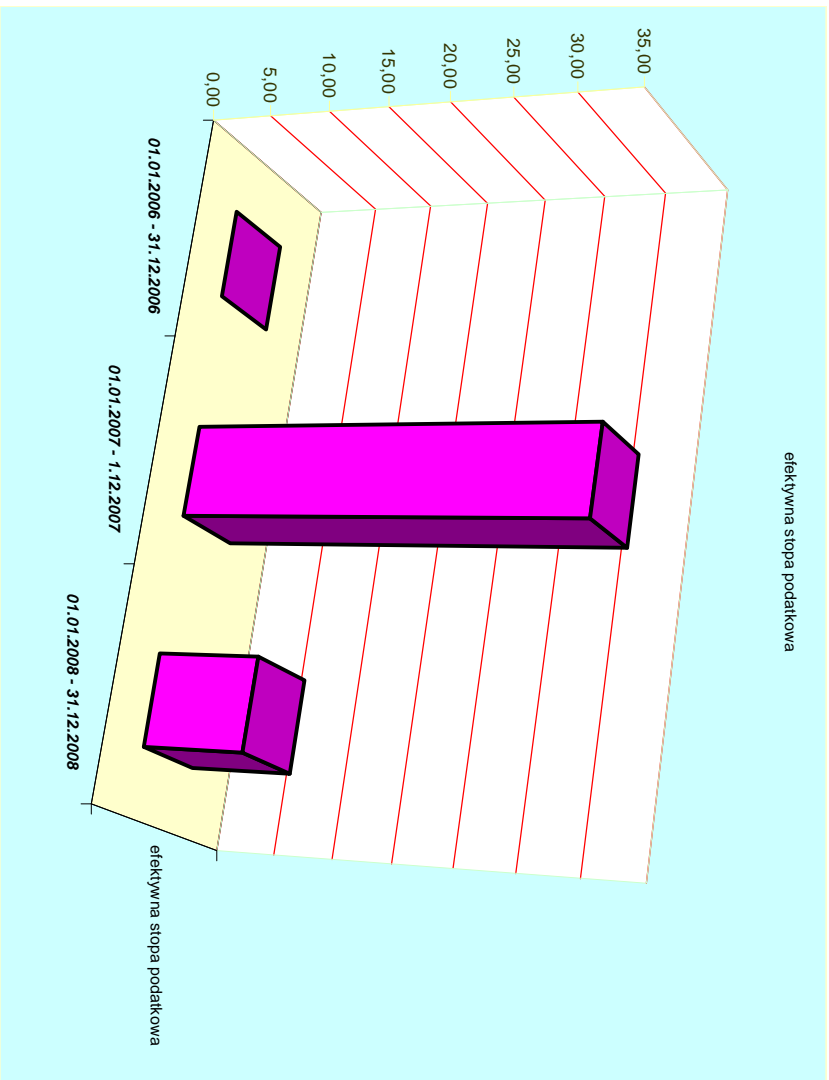 efektywna stopa podatkowa
35,00
30,00
25,00
20,00
15,00
10,00
5,00
0,00
01.01.2006 - 31.12.2006
01.01.2007 - 1.12.2007
01.01.2008 - 31.12.2008
efektywna stopa podatkowa